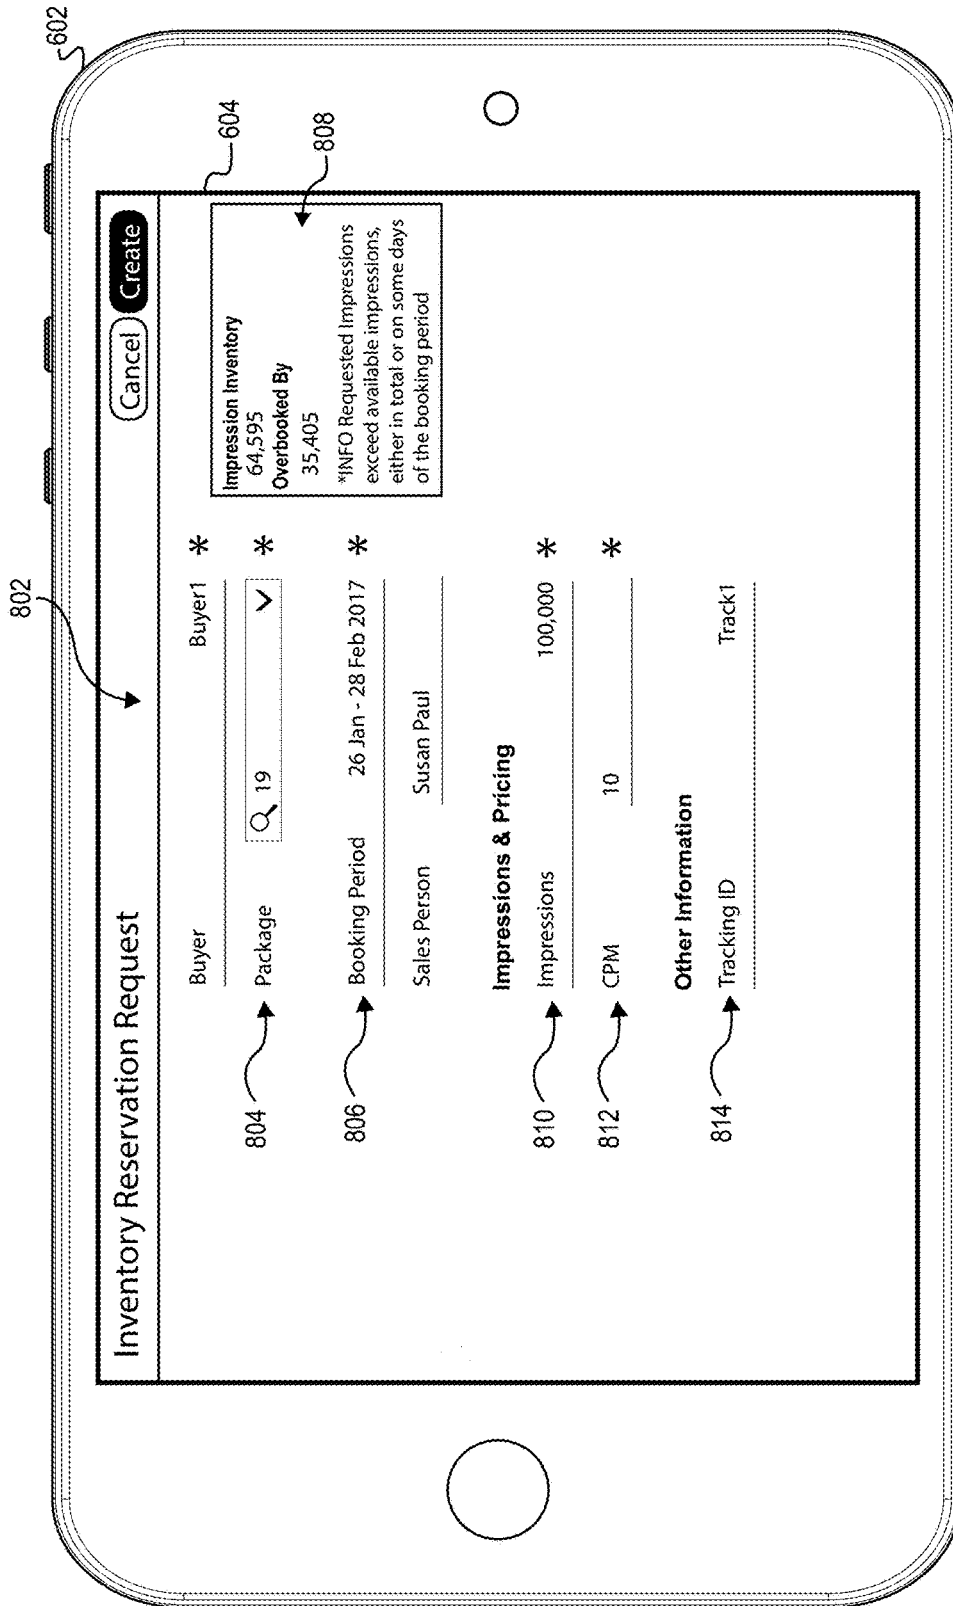 602
802
604
Inventory Reservation Request
Cancel Create
Buyer Buyer1 *
804 Package 19 *
806 Booking Period 26 Jan - 28 Feb 2017 *
Sales Person Susan Paul
Impression Inventory
64,595
Overbooked By
35,405
*INFO Requested Impressions
exceed available impressions,
either in total or on some days
of the booking period
808
Impressions & Pricing
810 Impressions 100,000 *
812 CPM 10 *
Other Information
814 Tracking ID Track1